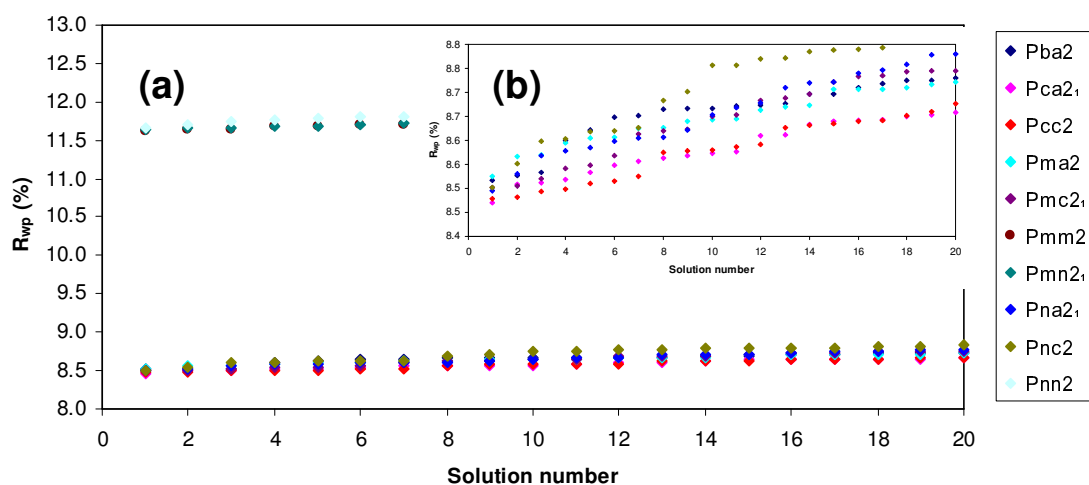 13.0
12.5
12.0
11.5
11.0
10.5
10.0
9.5
9.0
8.5
8.0
R_wp (%)
0 2 4 6 8 10 12 14 16 18 20
Solution number
(a)
(b)
8.8
8.8
8.7
8.7
8.6
8.6
8.5
8.5
8.4
R_wp (%)
0 2 4 6 8 10 12 14 16 18 20
Solution number
Pba2
Pca2₁
Pcc2
Pma2
Pmc2₁
Pmm2
Pmn2₁
Pna2₁
Pnc2
Pnn2